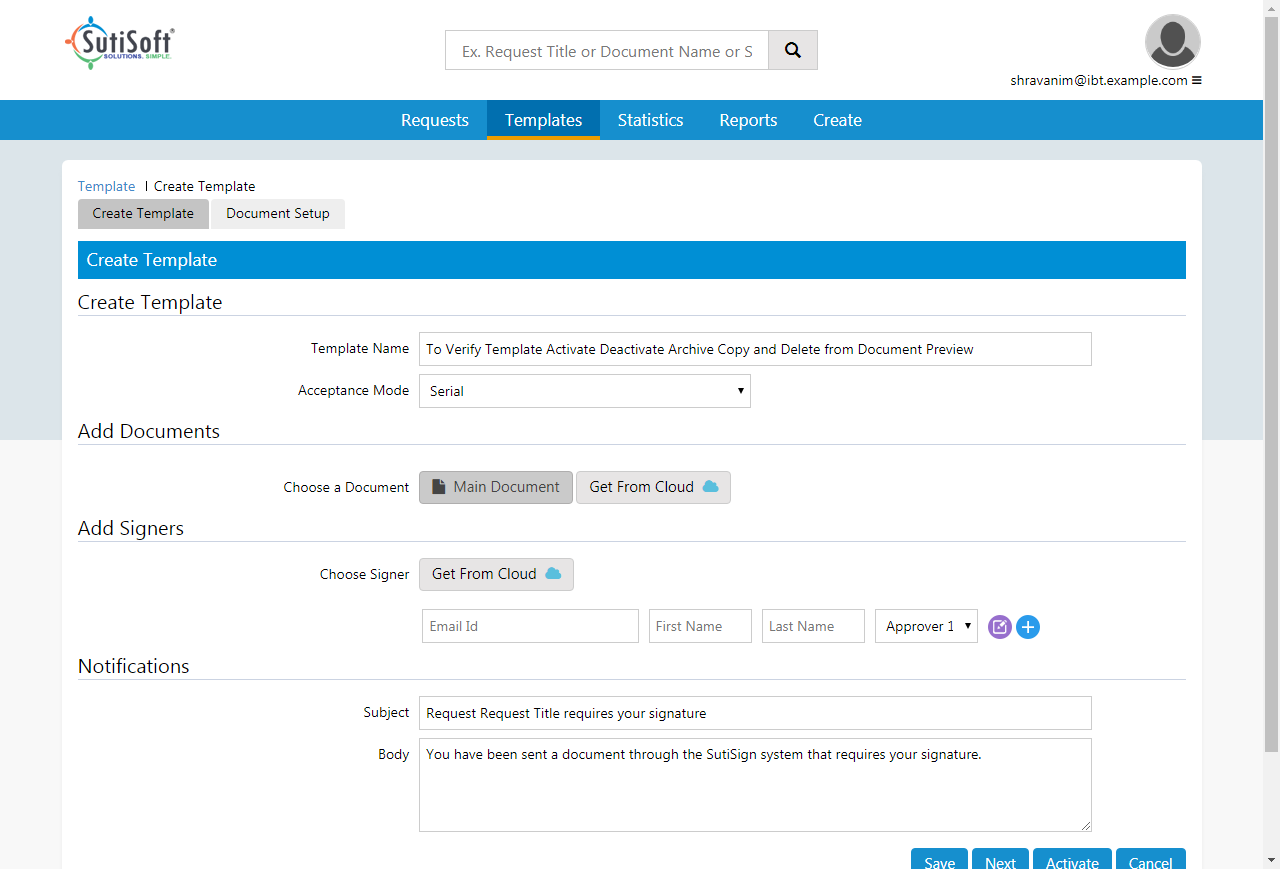 SutiSoft®
SOLUTIONS. SIMPLE.
Ex. Request Title or Document Name or S
shravanim@ibt.example.com
Requests Templates Statistics Reports Create
Template | Create Template
Create Template Document Setup
Create Template
Create Template
Template Name To Verify Template Activate Deactivate Archive Copy and Delete from Document Preview
Acceptance Mode Serial
Add Documents
Choose a Document Main Document Get From Cloud
Add Signers
Choose Signer Get From Cloud
Email Id First Name Last Name Approver 1
Notifications
Subject Request Request Title requires your signature
Body You have been sent a document through the SutiSign system that requires your signature.
Save Next Activate Cancel